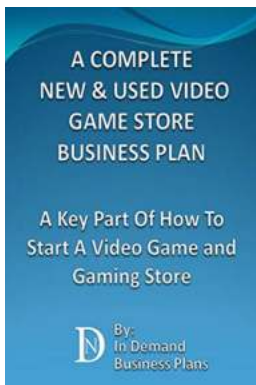 A COMPLETE
NEW & USED VIDEO
GAME STORE
BUSINESS PLAN
A Key Part Of How To
Start A Video Game and
Gaming Store
DN
By:
In Demand
Business Plans